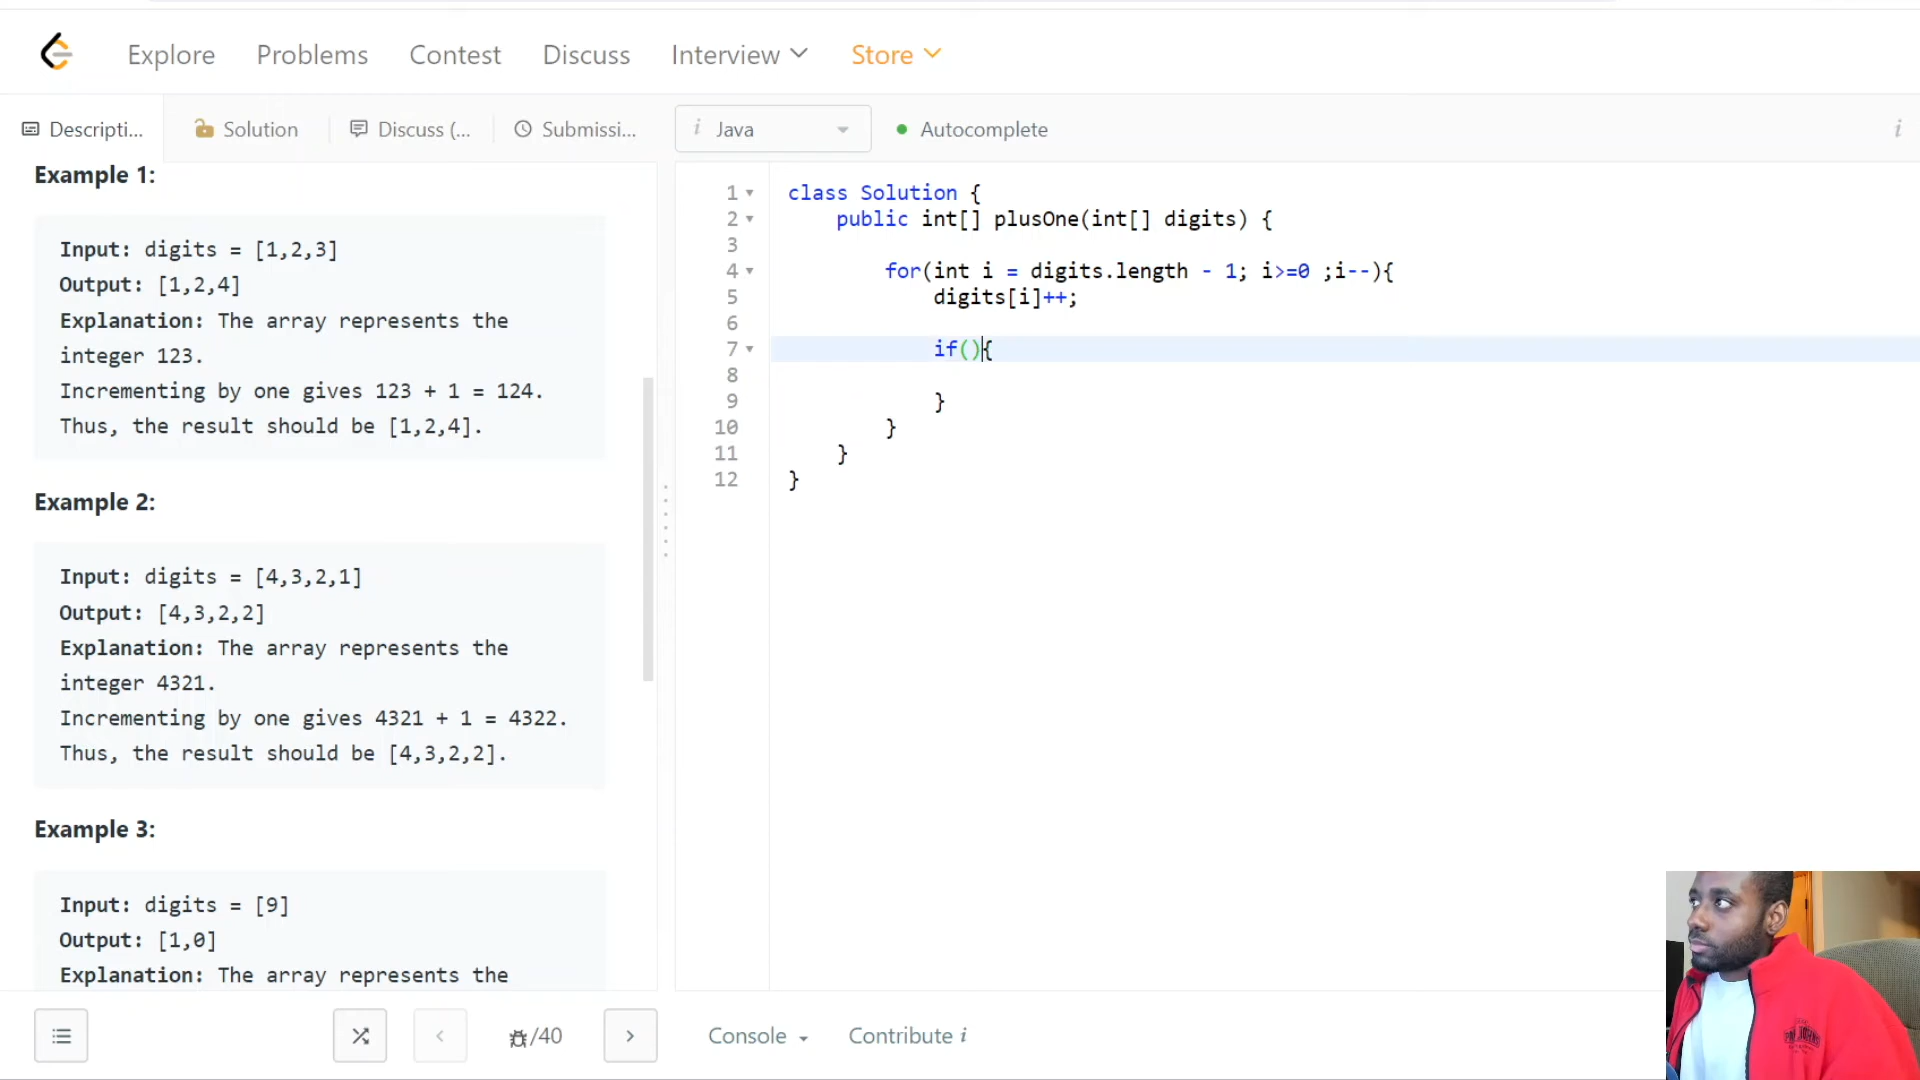 Explore Problems Contest Discuss Interview Store
Descripti... Solution Discuss (... Submissi...
i Java Autocomplete i
Example 1:
Input: digits = [1,2,3]
Output: [1,2,4]
Explanation: The array represents the
integer 123.
Incrementing by one gives 123 + 1 = 124.
Thus, the result should be [1,2,4].
Example 2:
Input: digits = [4,3,2,1]
Output: [4,3,2,2]
Explanation: The array represents the
integer 4321.
Incrementing by one gives 4321 + 1 = 4322.
Thus, the result should be [4,3,2,2].
Example 3:
Input: digits = [9]
Output: [1,0]
Explanation: The array represents the
1 class Solution {
2 public int[] plusOne(int[] digits) {
3
4 for(int i = digits.length - 1; i>=0 ;i--){
5 digits[i]++;
6
7 if(){
8
9 }
10 }
11 }
12 }
/40
Console Contribute i